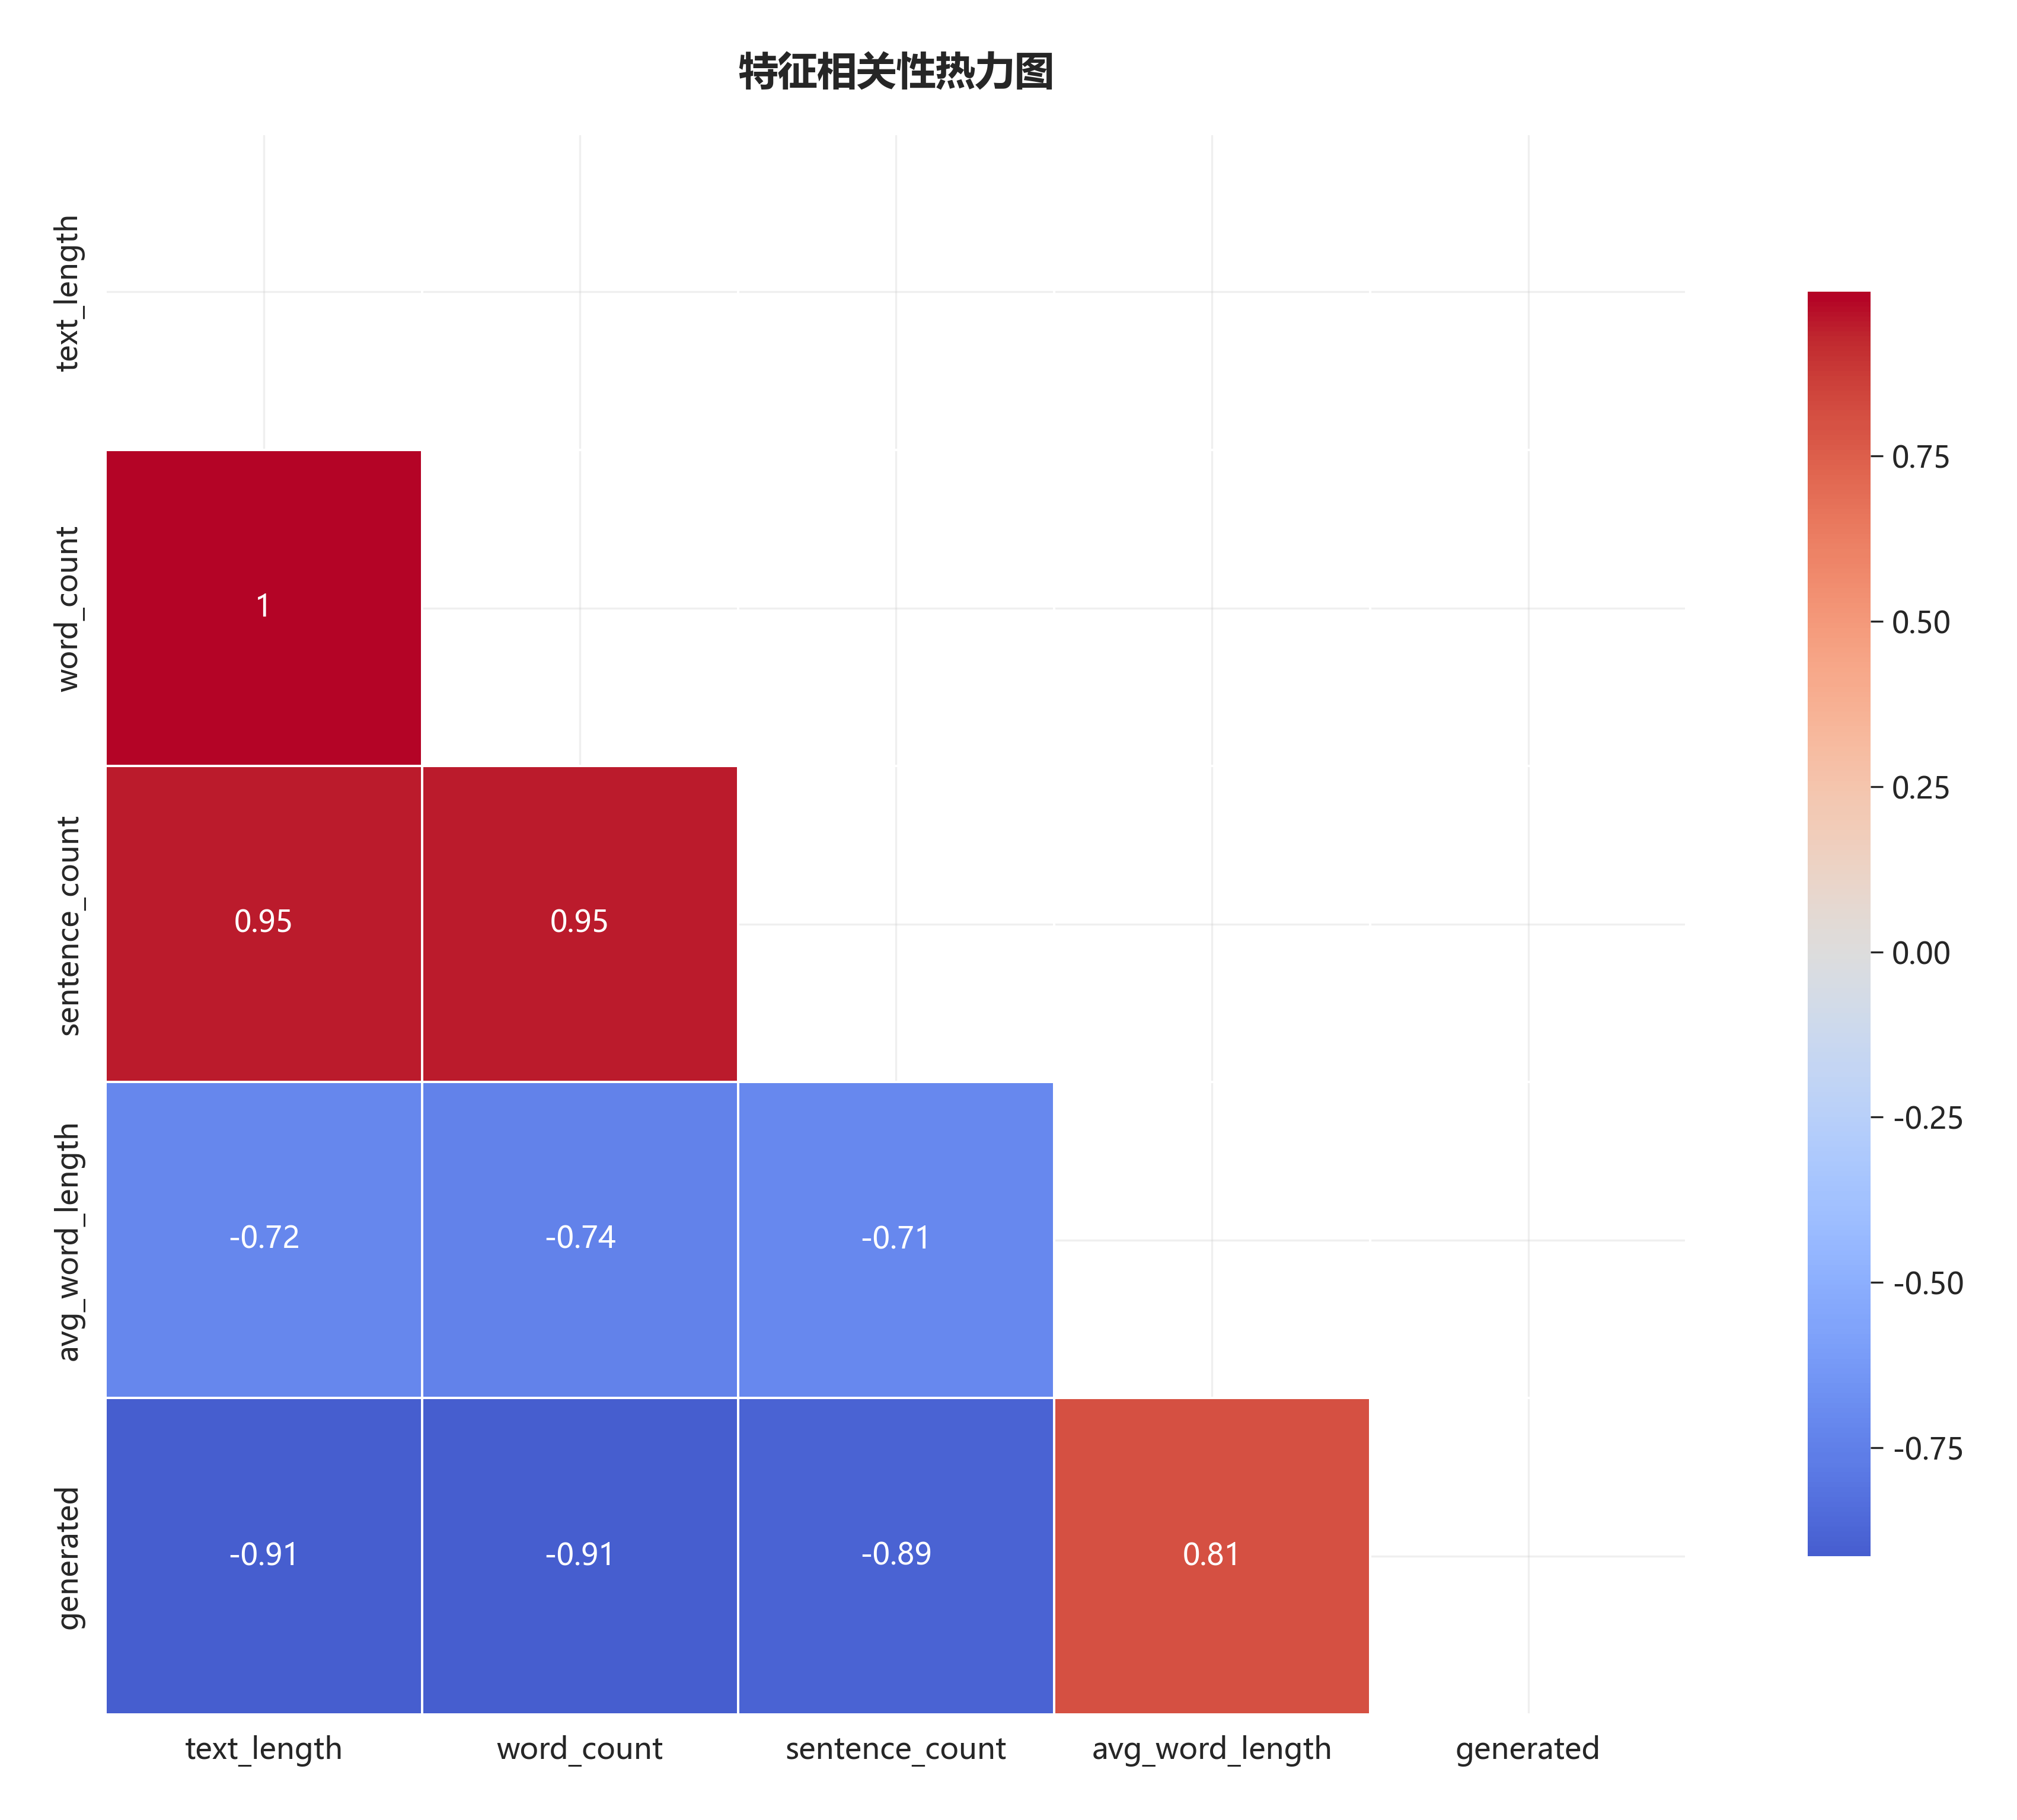 特征相关性热力图
text_length
word_count
1
sentence_count
0.95 0.95
avg_word_length
-0.72 -0.74 -0.71
generated
-0.91 -0.91 -0.89 0.81
text_length word_count sentence_count avg_word_length generated
0.75
0.50
0.25
0.00
-0.25
-0.50
-0.75